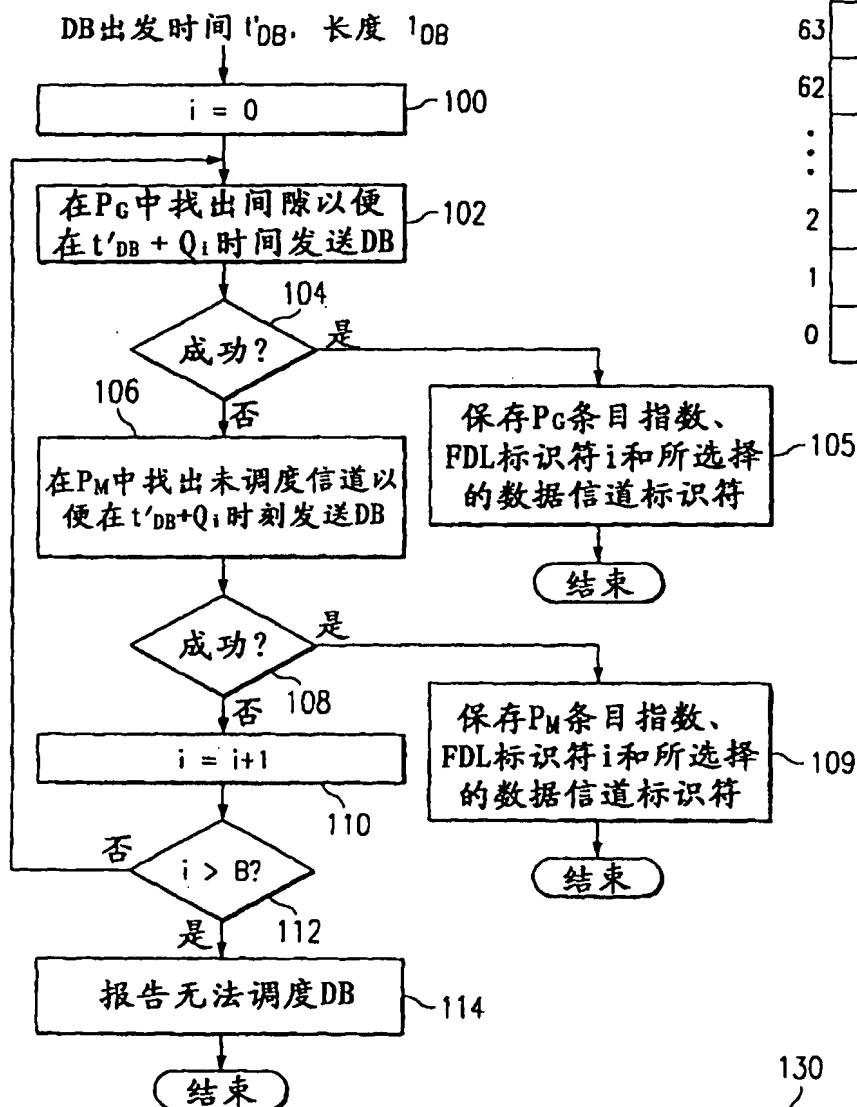 DB出发时间 t'DB, 长度 lDB
i = 0
100
在PG中找出间隙以便
在t'DB + Qi时间发送DB
102
104
成功?
是
否
保存PG条目指数、
FDL标识符i和所选择
的数据信道标识符
105
结束
106
在PM中找出未调度信道以
便在t'DB+Qi时刻发送DB
成功?
是
108
否
保存PM条目指数、
FDL标识符i和所选择
的数据信道标识符
109
结束
i = i+1
110
否
i > B?
112
是
报告无法调度DB
114
结束
63
62
2
1
0
130